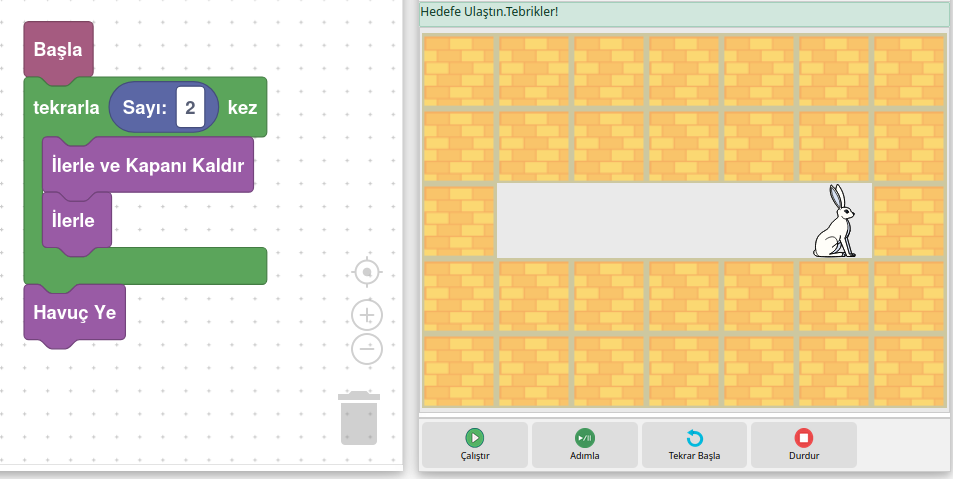 Başla
tekrarla Sayı: 2 kez
İlerle ve Kapanı Kaldır
İlerle
Havuç Ye
Hedefe Ulaştın.Tebrikler!
Çalıştır
Adımla
Tekrar Başla
Durdur